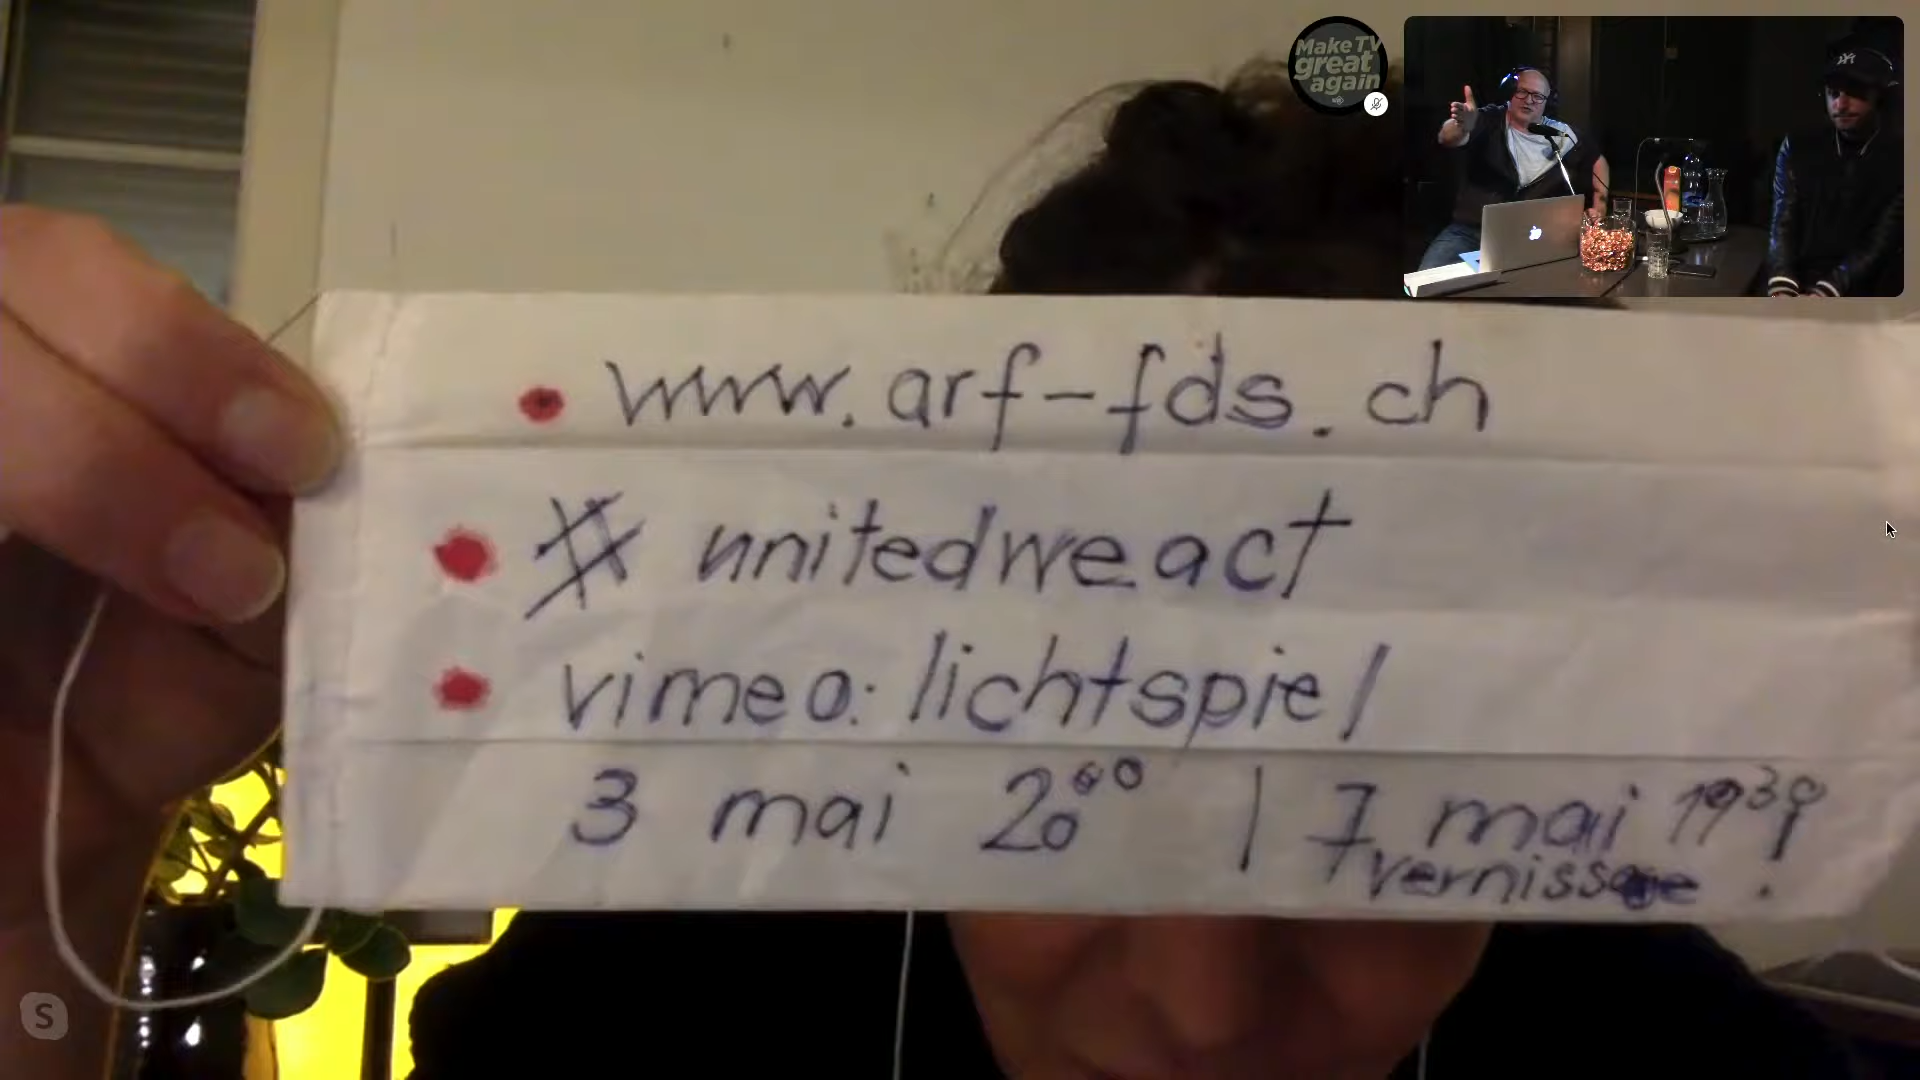 Make TV
great
again
www.arf-fds.ch
# unitedweact
vimeo: lichtspiel
3 mai 20⁰⁰ | 7 mai 19³⁰
vernissage !
S